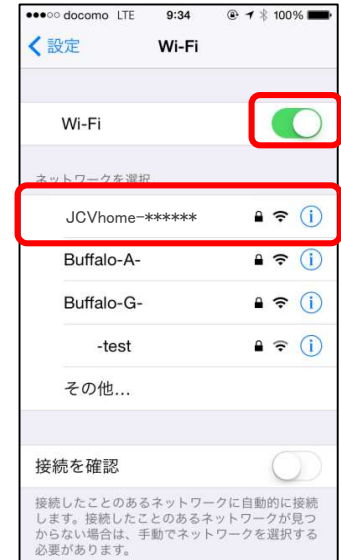 docomo LTE 9:34 100%
設定 Wi-Fi
Wi-Fi
ネットワークを選択
JCVhome-******
Buffalo-A-
Buffalo-G-
-test
その他...
接続を確認
接続したことのあるネットワークに自動的に接続
します。接続したことのあるネットワークが見つ
からない場合は、手動でネットワークを選択する
必要があります。